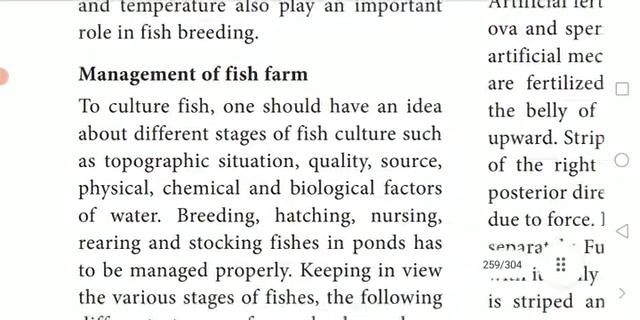 and temperature also play an important
role in fish breeding.
Management of fish farm
To culture fish, one should have an idea
about different stages of fish culture such
as topographic situation, quality, source,
physical, chemical and biological factors
of water. Breeding, hatching, nursing,
rearing and stocking fishes in ponds has
to be managed properly. Keeping in view
the various stages of fishes, the following
Artificial fert
ova and sper
artificial mec
are fertilized
the belly of
upward. Strip
of the right
posterior dire
due to force. I
separat Fu
is striped an
259/304